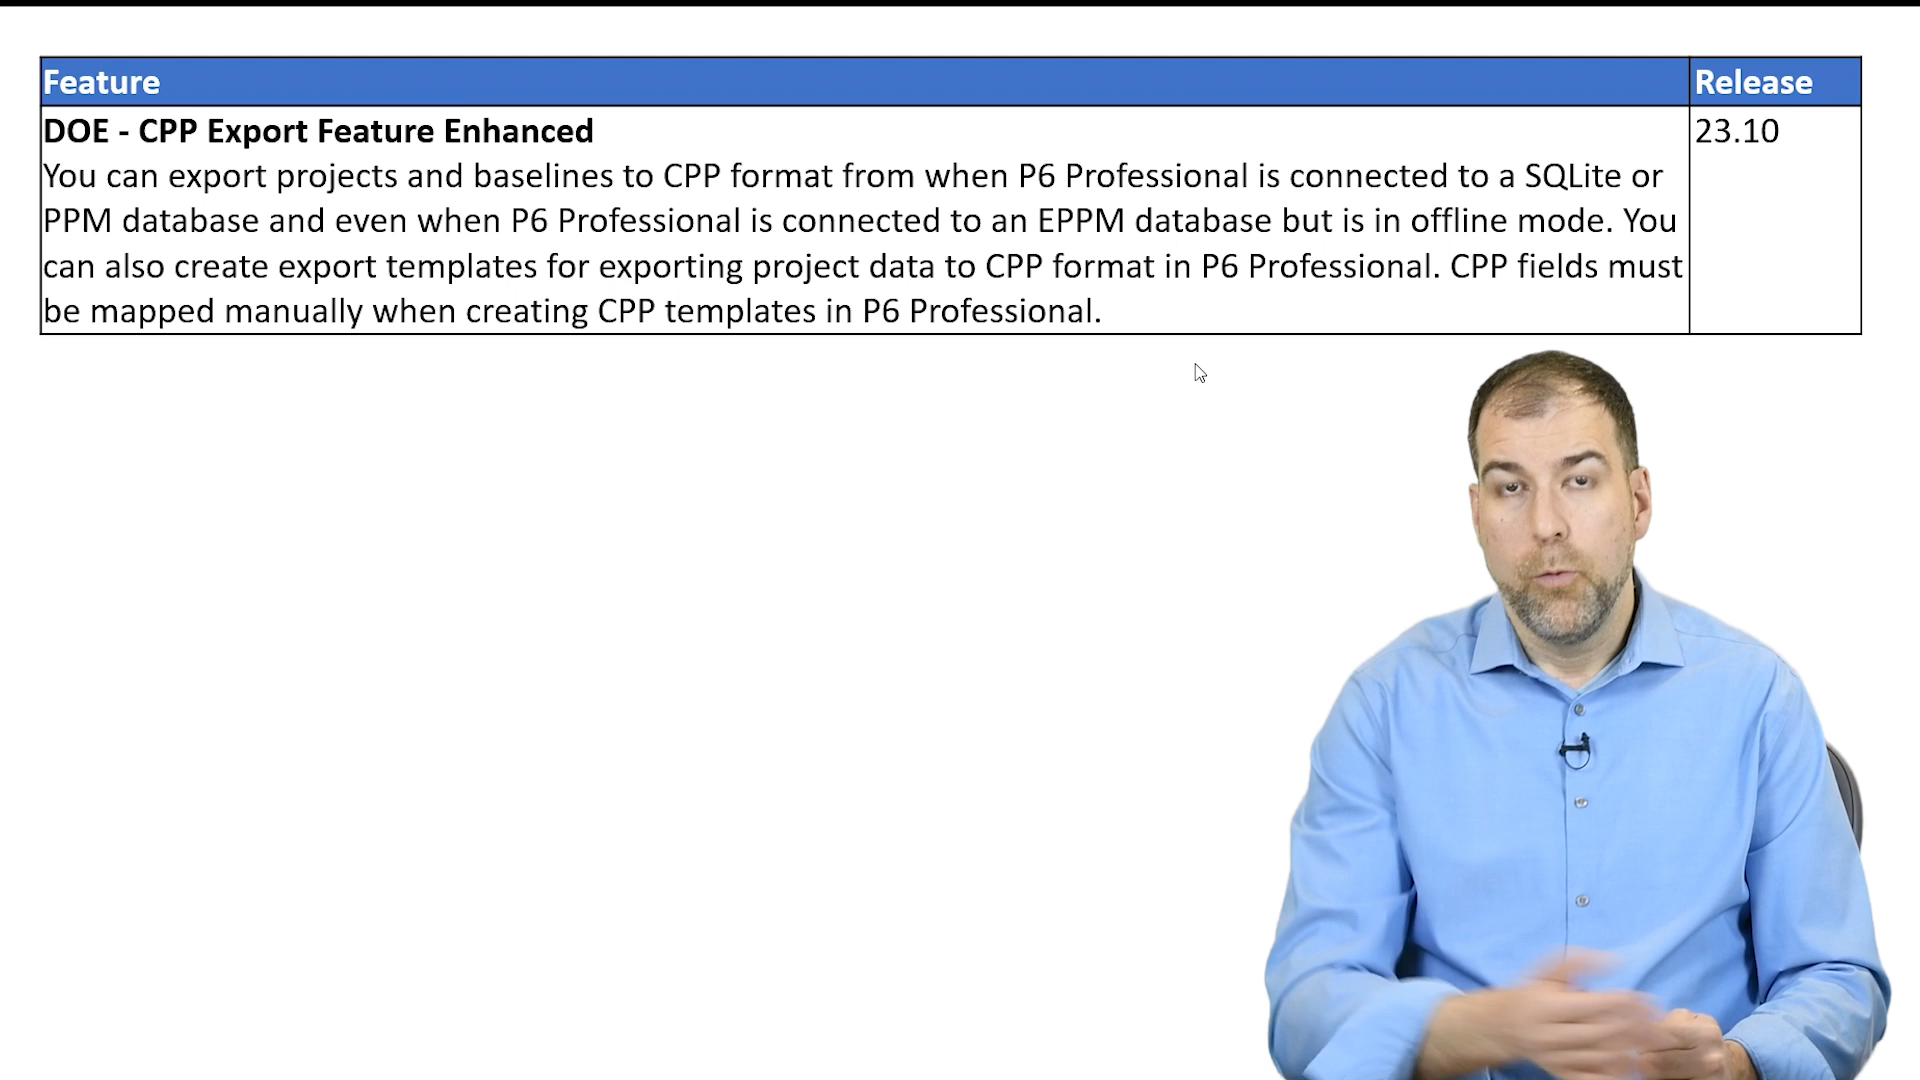 Feature
Release
DOE - CPP Export Feature Enhanced
23.10
You can export projects and baselines to CPP format from when P6 Professional is connected to a SQLite or
PPM database and even when P6 Professional is connected to an EPPM database but is in offline mode. You
can also create export templates for exporting project data to CPP format in P6 Professional. CPP fields must
be mapped manually when creating CPP templates in P6 Professional.